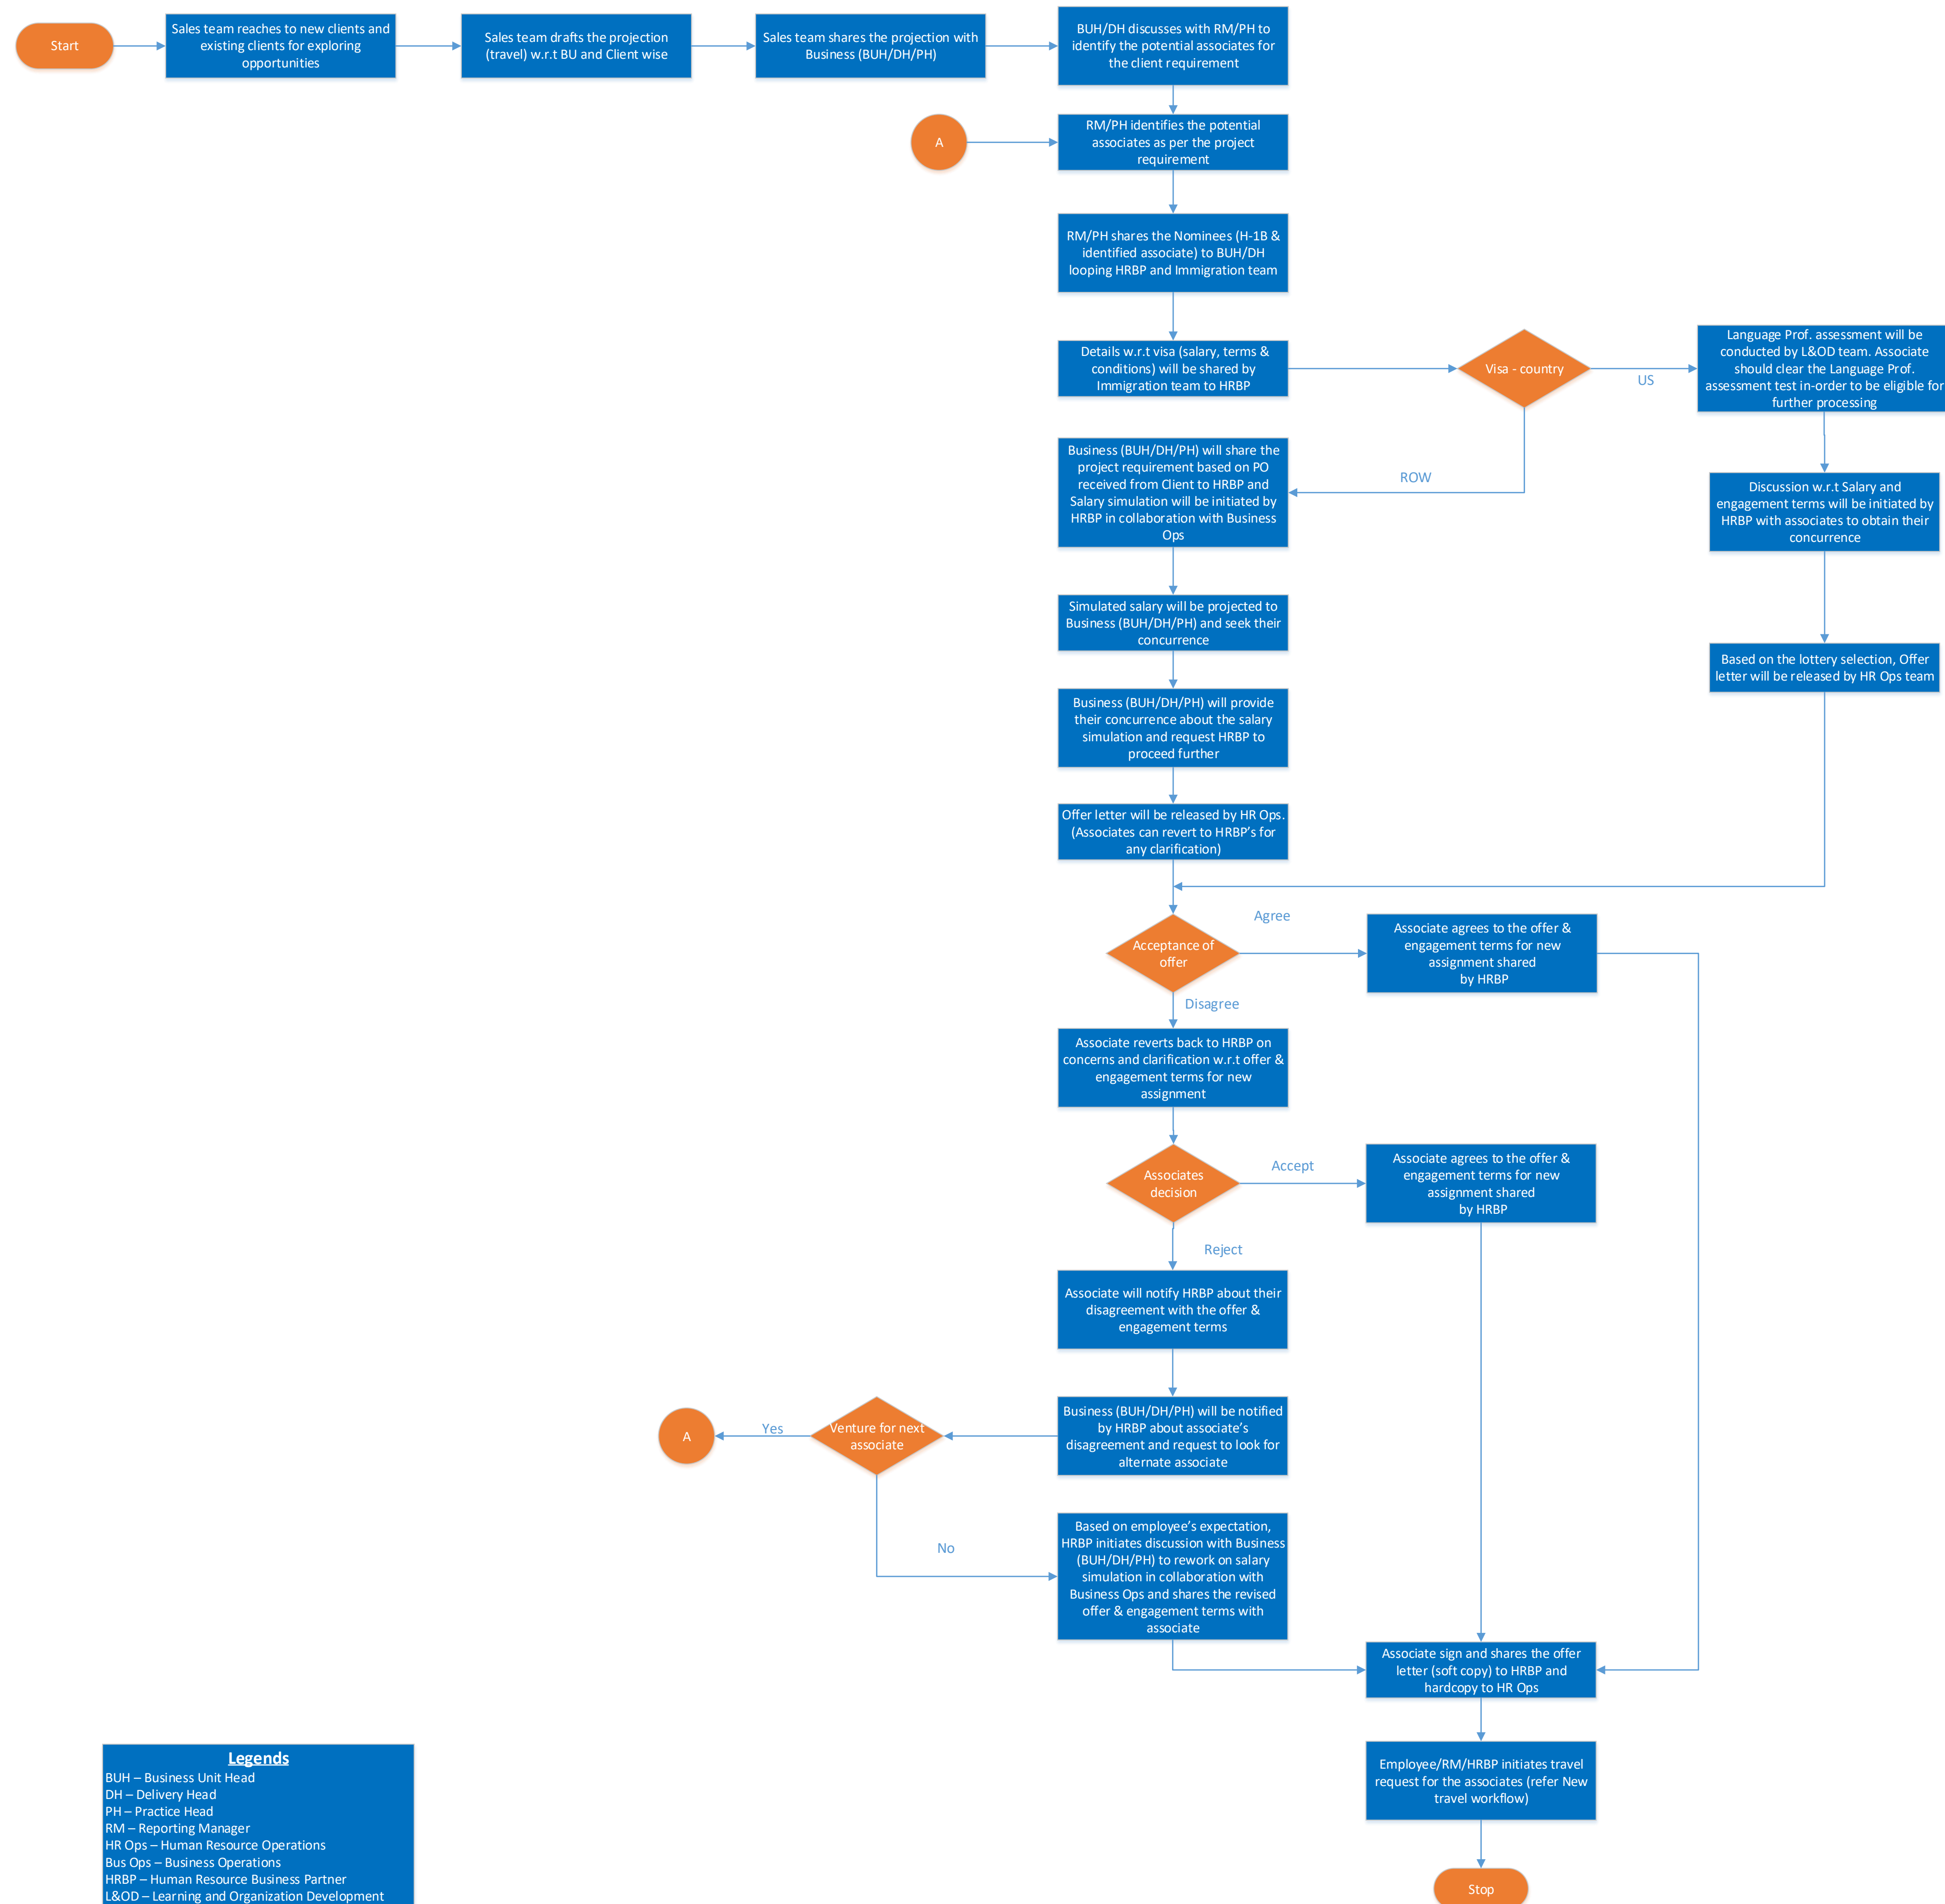 Start
Sales team reaches to new clients and
existing clients for exploring
opportunities
Sales team drafts the projection
(travel) w.r.t BU and Client wise
Sales team shares the projection with
Business (BUH/DH/PH)
BUH/DH discusses with RM/PH to
identify the potential associates for
the client requirement
A
RM/PH identifies the potential
associates as per the project
requirement
RM/PH shares the Nominees (H-1B &
identified associate) to BUH/DH
looping HRBP and Immigration team
Details w.r.t visa (salary, terms &
conditions) will be shared by
Immigration team to HRBP
Visa - country
US
Language Prof. assessment will be
conducted by L&OD team. Associate
should clear the Language Prof.
assessment test in-order to be eligible for
further processing
ROW
Business (BUH/DH/PH) will share the
project requirement based on PO
received from Client to HRBP and
Salary simulation will be initiated by
HRBP in collaboration with Business
Ops
Discussion w.r.t Salary and
engagement terms will be initiated by
HRBP with associates to obtain their
concurrence
Simulated salary will be projected to
Business (BUH/DH/PH) and seek their
concurrence
Based on the lottery selection, Offer
letter will be released by HR Ops team
Business (BUH/DH/PH) will provide
their concurrence about the salary
simulation and request HRBP to
proceed further
Offer letter will be released by HR Ops.
(Associates can revert to HRBP's for
any clarification)
Acceptance of
offer
Agree
Associate agrees to the offer &
engagement terms for new
assignment shared
by HRBP
Disagree
Associate reverts back to HRBP on
concerns and clarification w.r.t offer &
engagement terms for new
assignment
Associates
decision
Accept
Associate agrees to the offer &
engagement terms for new
assignment shared
by HRBP
Reject
Associate will notify HRBP about their
disagreement with the offer &
engagement terms
Business (BUH/DH/PH) will be notified
by HRBP about associate's
disagreement and request to look for
alternate associate
Venture for next
associate
Yes
A
No
Based on employee's expectation,
HRBP initiates discussion with Business
(BUH/DH/PH) to rework on salary
simulation in collaboration with
Business Ops and shares the revised
offer & engagement terms with
associate
Associate sign and shares the offer
letter (soft copy) to HRBP and
hardcopy to HR Ops
Employee/RM/HRBP initiates travel
request for the associates (refer New
travel workflow)
Stop
Legends
BUH – Business Unit Head
DH – Delivery Head
PH – Practice Head
RM – Reporting Manager
HR Ops – Human Resource Operations
Bus Ops – Business Operations
HRBP – Human Resource Business Partner
L&OD – Learning and Organization Development